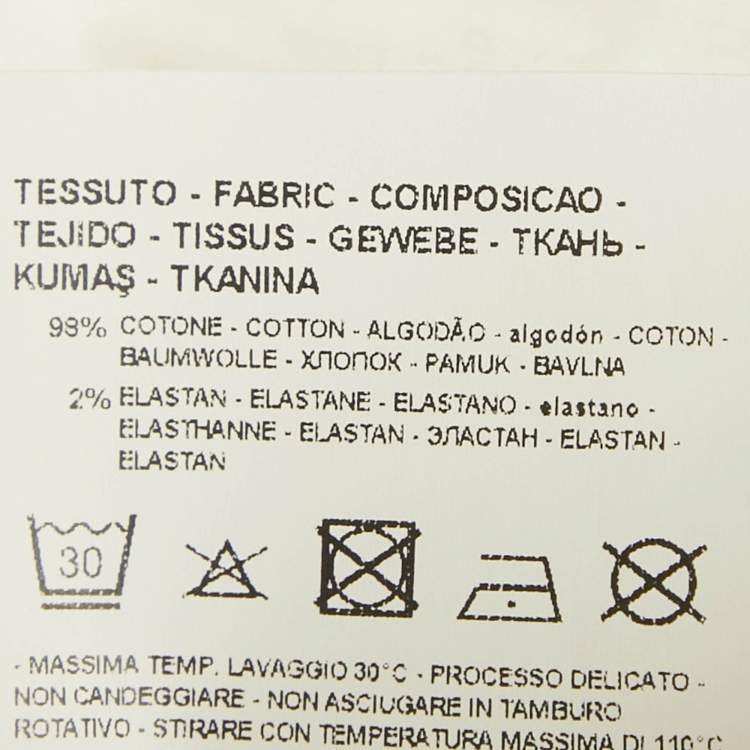 TESSUTO - FABRIC - COMPOSICAO -
TEJIDO - TISSUS - GEWEBE - ТКАНЬ -
KUMAŞ - TKANINA
98% COTONE - COTTON - ALGODÃO - algodón - COTON -
BAUMWOLLE - ХЛОПОК - PAMUK - BAVLNA
2% ELASTAN - ELASTANE - ELASTANO - elastano -
ELASTHANNE - ELASTAN - ЭЛАСТАН - ELASTAN -
ELASTAN
30
- MASSIMA TEMP. LAVAGGIO 30°C - PROCESSO DELICATO -
NON CANDEGGIARE - NON ASCIUGARE IN TAMBURO
ROTATIVO - STIRARE CON TEMPERATURA MASSIMA DI 110°C